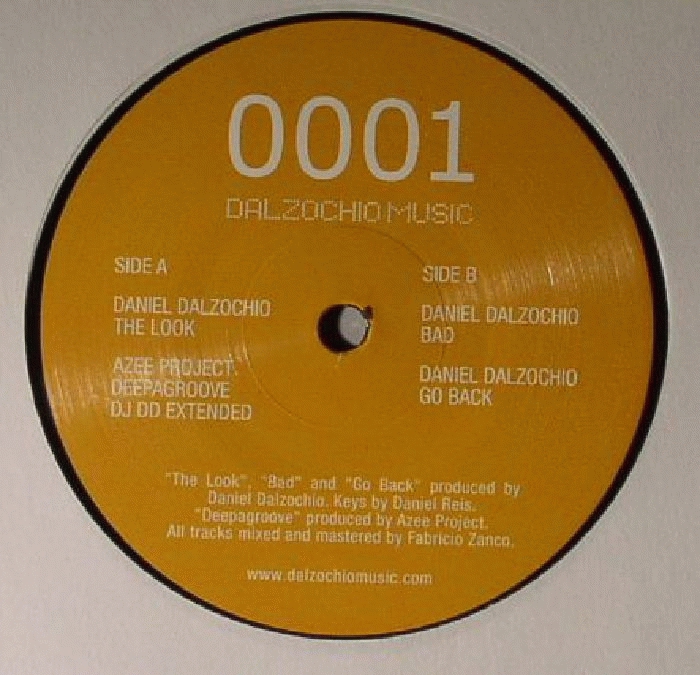 0001
DALZOCHIO MUSIC
SIDE A
DANIEL DALZOCHIO
THE LOOK
AZEE PROJECT.
DEEPAGROOVE
DJ DD EXTENDED
SIDE B
DANIEL DALZOCHIO
BAD
DANIEL DALZOCHIO
GO BACK
"The Look", "Bad" and "Go Back" produced by
Daniel Dalzochio. Keys by Daniel Reis.
"Deepagroove" produced by Azee Project.
All tracks mixed and mastered by Fabricio Zanco.
www.dalzochiomusic.com